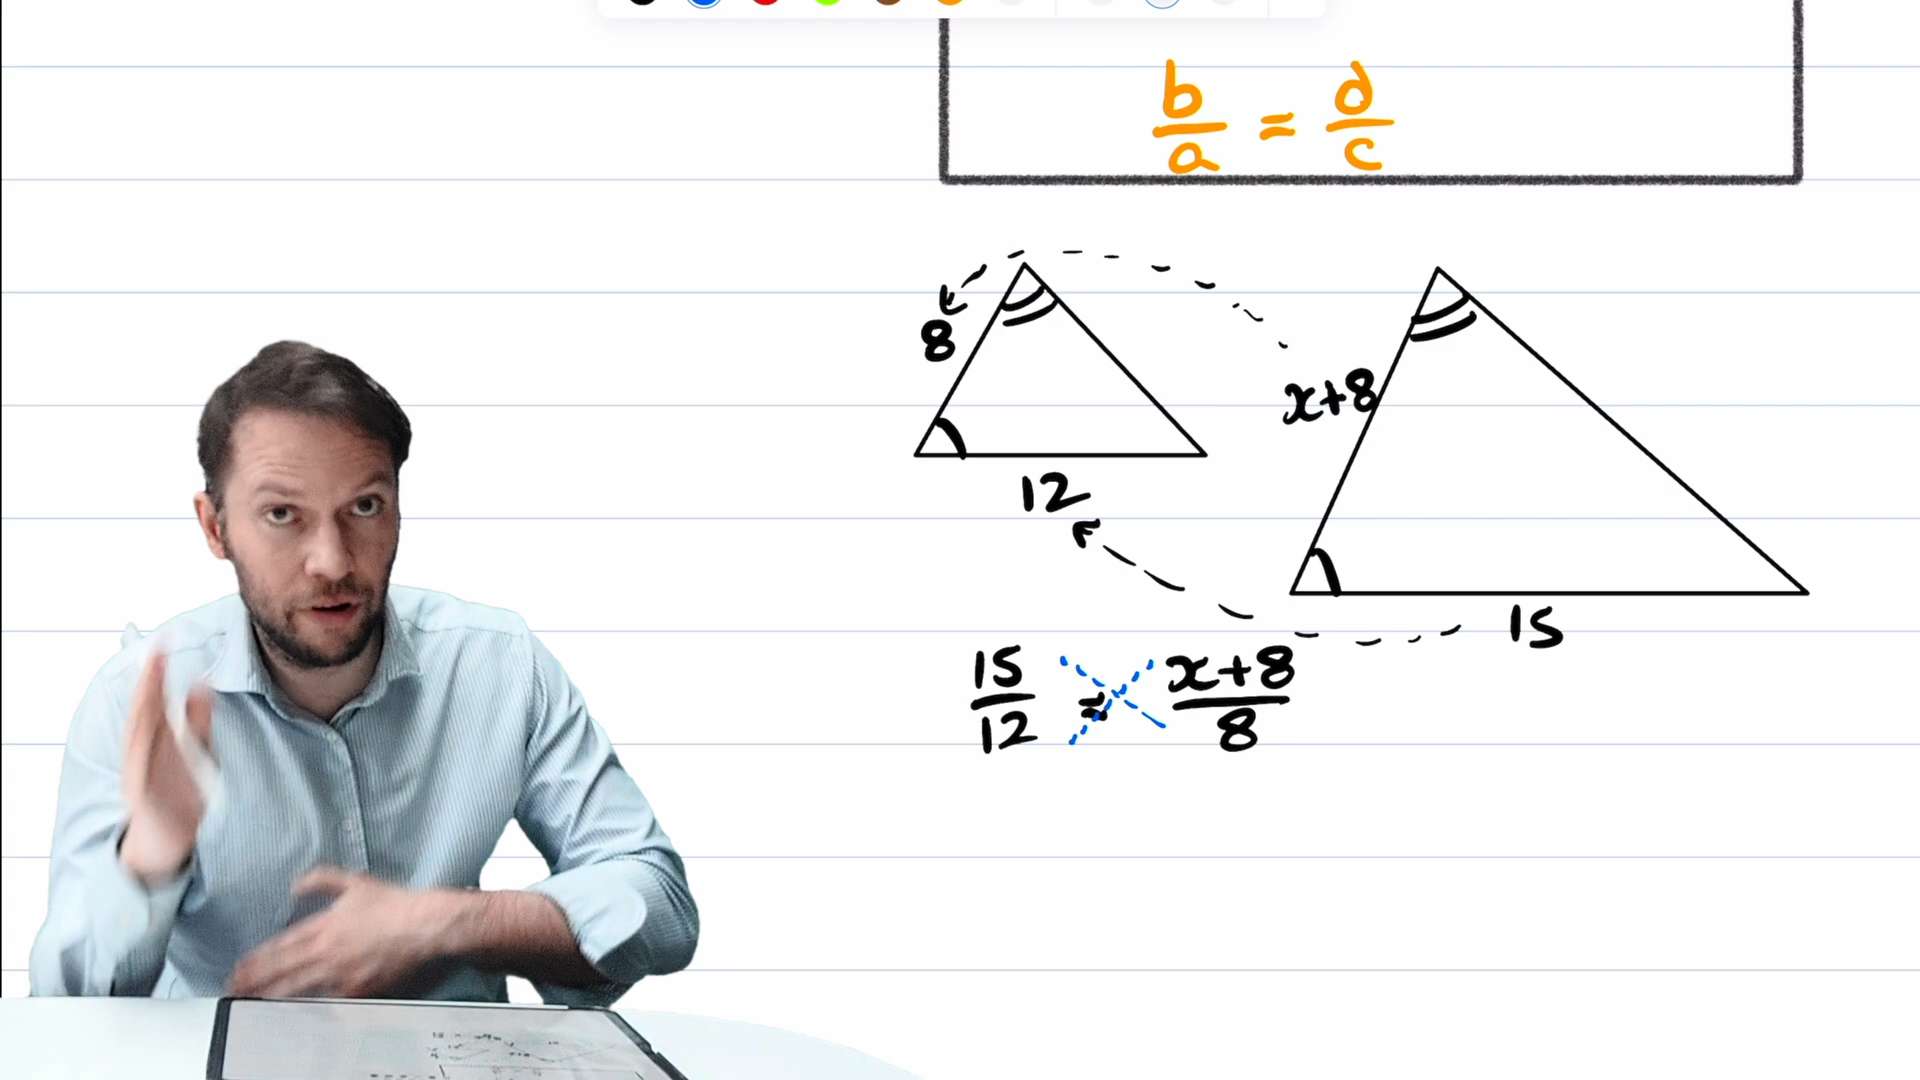 b/a = d/c
8
x+8
12
15
15/12 = x+8/8